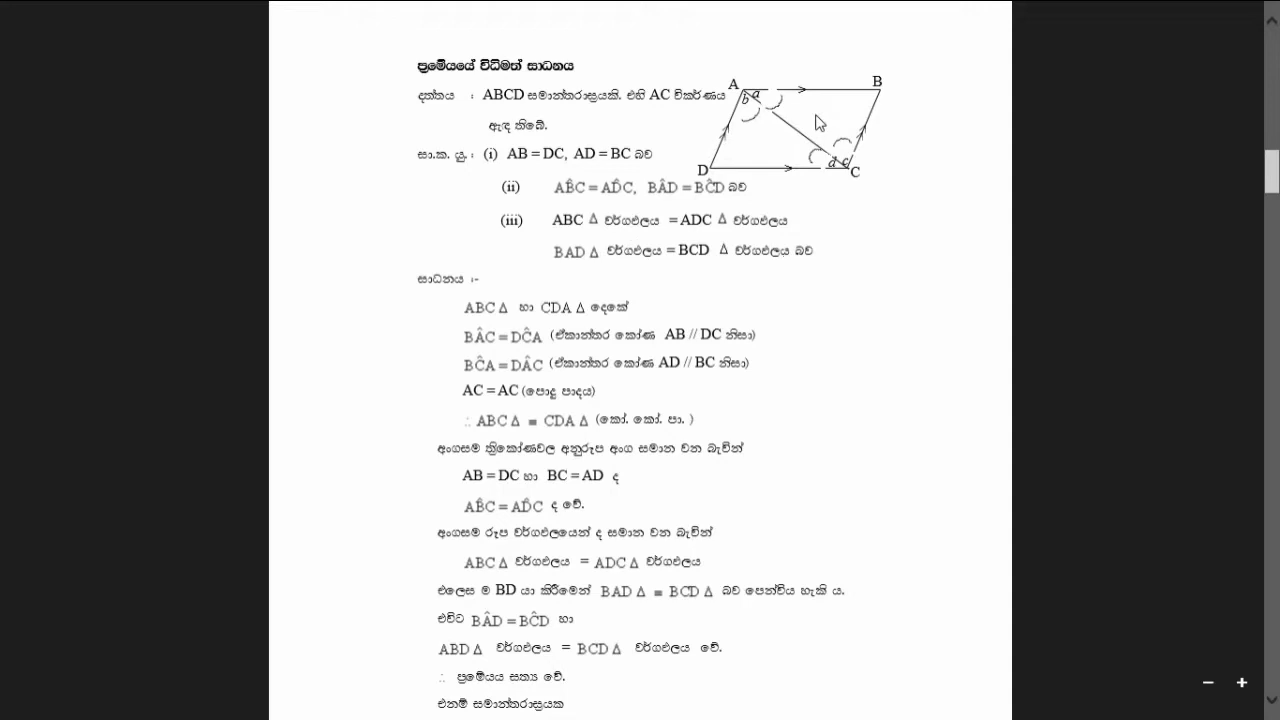 ප්‍රමේයයේ විධිමත් සාධනය
දත්තය : ABCD සමාන්තරාස්‍රයකි. එහි AC විකර්ණය
ඇඳ තිබේ.
A B
b a
d c
D C
සා.ක. යු. : (i) AB = DC, AD = BC බව
(ii) AB̂C = AD̂C, BÂD = BĈD බව
(iii) ABC Δ වර්ගඵලය = ADC Δ වර්ගඵලය
BAD Δ වර්ගඵලය = BCD Δ වර්ගඵලය බව
සාධනය :-
ABC Δ හා CDA Δ දෙකේ
BÂC = DĈA (ඒකාන්තර කෝණ AB // DC නිසා)
BĈA = DÂC (ඒකාන්තර කෝණ AD // BC නිසා)
AC = AC (පොදු පාදය)
∴ ABC Δ ≡ CDA Δ (කෝ. කෝ. පා. )
අංගසම ත්‍රිකෝණවල අනුරූප අංග සමාන වන බැවින්
AB = DC හා BC = AD ද
AB̂C = AD̂C ද වේ.
අංගසම රූප වර්ගඵලයෙන් ද සමාන වන බැවින්
ABC Δ වර්ගඵලය = ADC Δ වර්ගඵලය
එලෙස ම BD යා කිරීමෙන් BAD Δ ≡ BCD Δ බව පෙන්විය හැකි ය.
එවිට BÂD = BĈD හා
ABD Δ වර්ගඵලය = BCD Δ වර්ගඵලය වේ.
∴ ප්‍රමේයය සත්‍ය වේ.
එනම් සමාන්තරාස්‍රයක